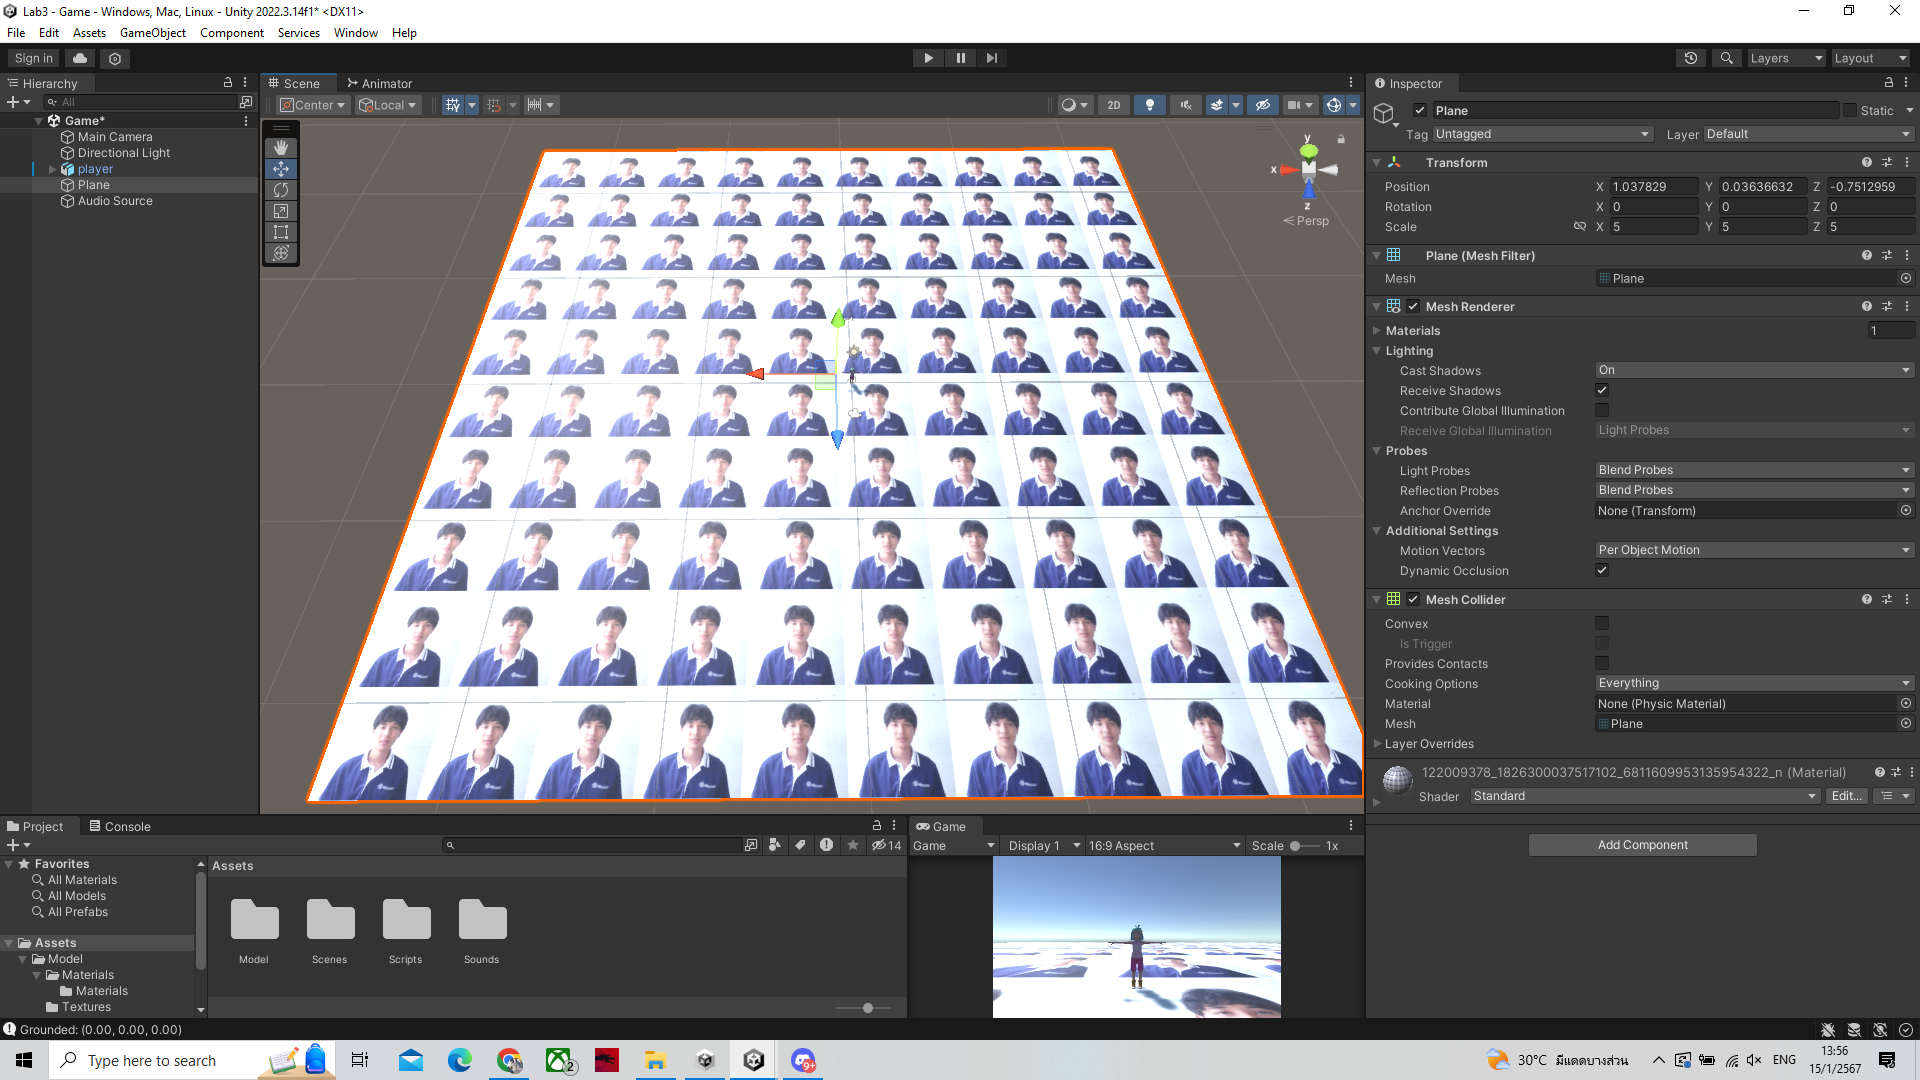 Lab3 - Game - Windows, Mac, Linux - Unity 2022.3.14f1* <DX11>
File Edit Assets GameObject Component Services Window Help
Sign in
Layers
Layout
Hierarchy
Scene
Animator
Inspector
All
Center
Local
2D
Plane
Static
Game*
Main Camera
Directional Light
player
Plane
Audio Source
Tag Untagged
Layer Default
Transform
Position X 1.037829 Y 0.03636632 Z -0.7512959
Rotation X 0 Y 0 Z 0
Scale X 5 Y 5 Z 5
y
x
z
Persp
Plane (Mesh Filter)
Mesh Plane
Mesh Renderer
Materials 1
Lighting
Cast Shadows On
Receive Shadows
Contribute Global Illumination
Receive Global Illumination Light Probes
Probes
Light Probes Blend Probes
Reflection Probes Blend Probes
Anchor Override None (Transform)
Additional Settings
Motion Vectors Per Object Motion
Dynamic Occlusion
Mesh Collider
Convex
Is Trigger
Provides Contacts
Cooking Options Everything
Material None (Physic Material)
Mesh Plane
Layer Overrides
122009378_1826300037517102_6811609953135954322_n (Material)
Shader Standard Edit...
Add Component
Project
Console
14
Favorites
All Materials
All Models
All Prefabs
Assets
Model
Materials
Materials
Textures
Assets
Model
Scenes
Scripts
Sounds
Game
Game Display 1 16:9 Aspect Scale 1x
Grounded: (0.00, 0.00, 0.00)
Type here to search
2
9+
30°C มีแดดบางส่วน
ENG
13:56
15/1/2567